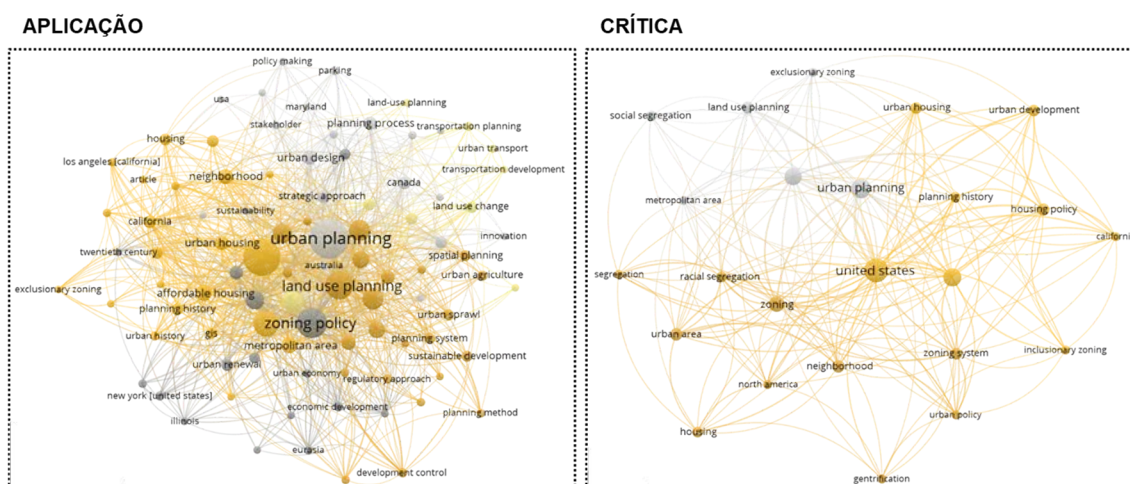 APLICAÇÃO
policy making
parking
usa
maryland
land-use planning
stakeholder
planning process
transportation planning
housing
urban design
urban transport
los angeles [california]
article
neighborhood
canada
transportation development
strategic approach
sustainability
land use change
california
urban planning
innovation
twentieth century
urban housing
australia
spatial planning
urban agriculture
exclusionary zoning
affordable housing
land use planning
planning history
zoning policy
urban sprawl
urban history
gis
metropolitan area
planning system
urban renewal
sustainable development
urban economy
regulatory approach
new york [united states]
economic development
planning method
illinois
eurasia
development control
CRÍTICA
exclusionary zoning
social segregation
land use planning
urban housing
urban development
urban planning
metropolitan area
planning history
housing policy
california
segregation
racial segregation
united states
zoning
urban area
neighborhood
zoning system
inclusionary zoning
north america
urban policy
housing
gentrification